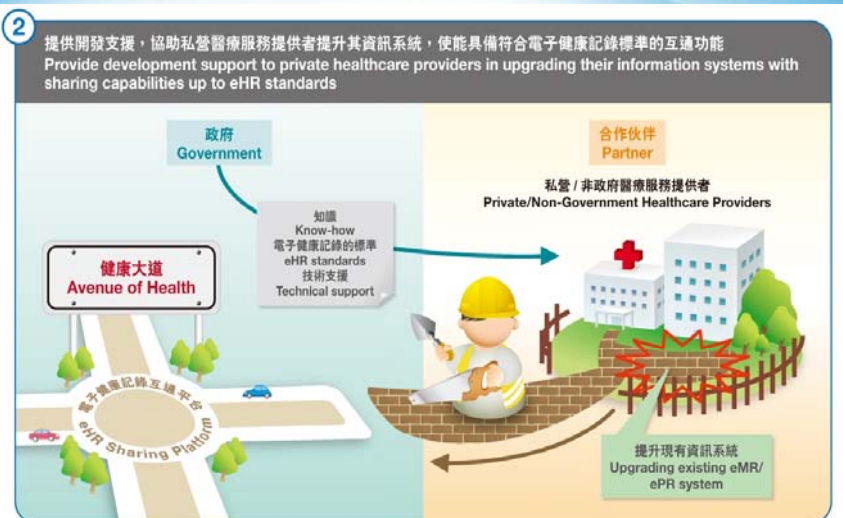 2
提供開發支援，協助私營醫療服務提供者提升其資訊系統，使能具備符合電子健康記錄標準的互通功能
Provide development support to private healthcare providers in upgrading their information systems with
sharing capabilities up to eHR standards
政府
Government
合作伙伴
Partner
私營 / 非政府醫療服務提供者
Private/Non-Government Healthcare Providers
知識
Know-how
電子健康記錄的標準
eHR standards
技術支援
Technical support
健康大道
Avenue of Health
電子健康記錄互通平台
eHR Sharing Platform
提升現有資訊系統
Upgrading existing eMR/
ePR system